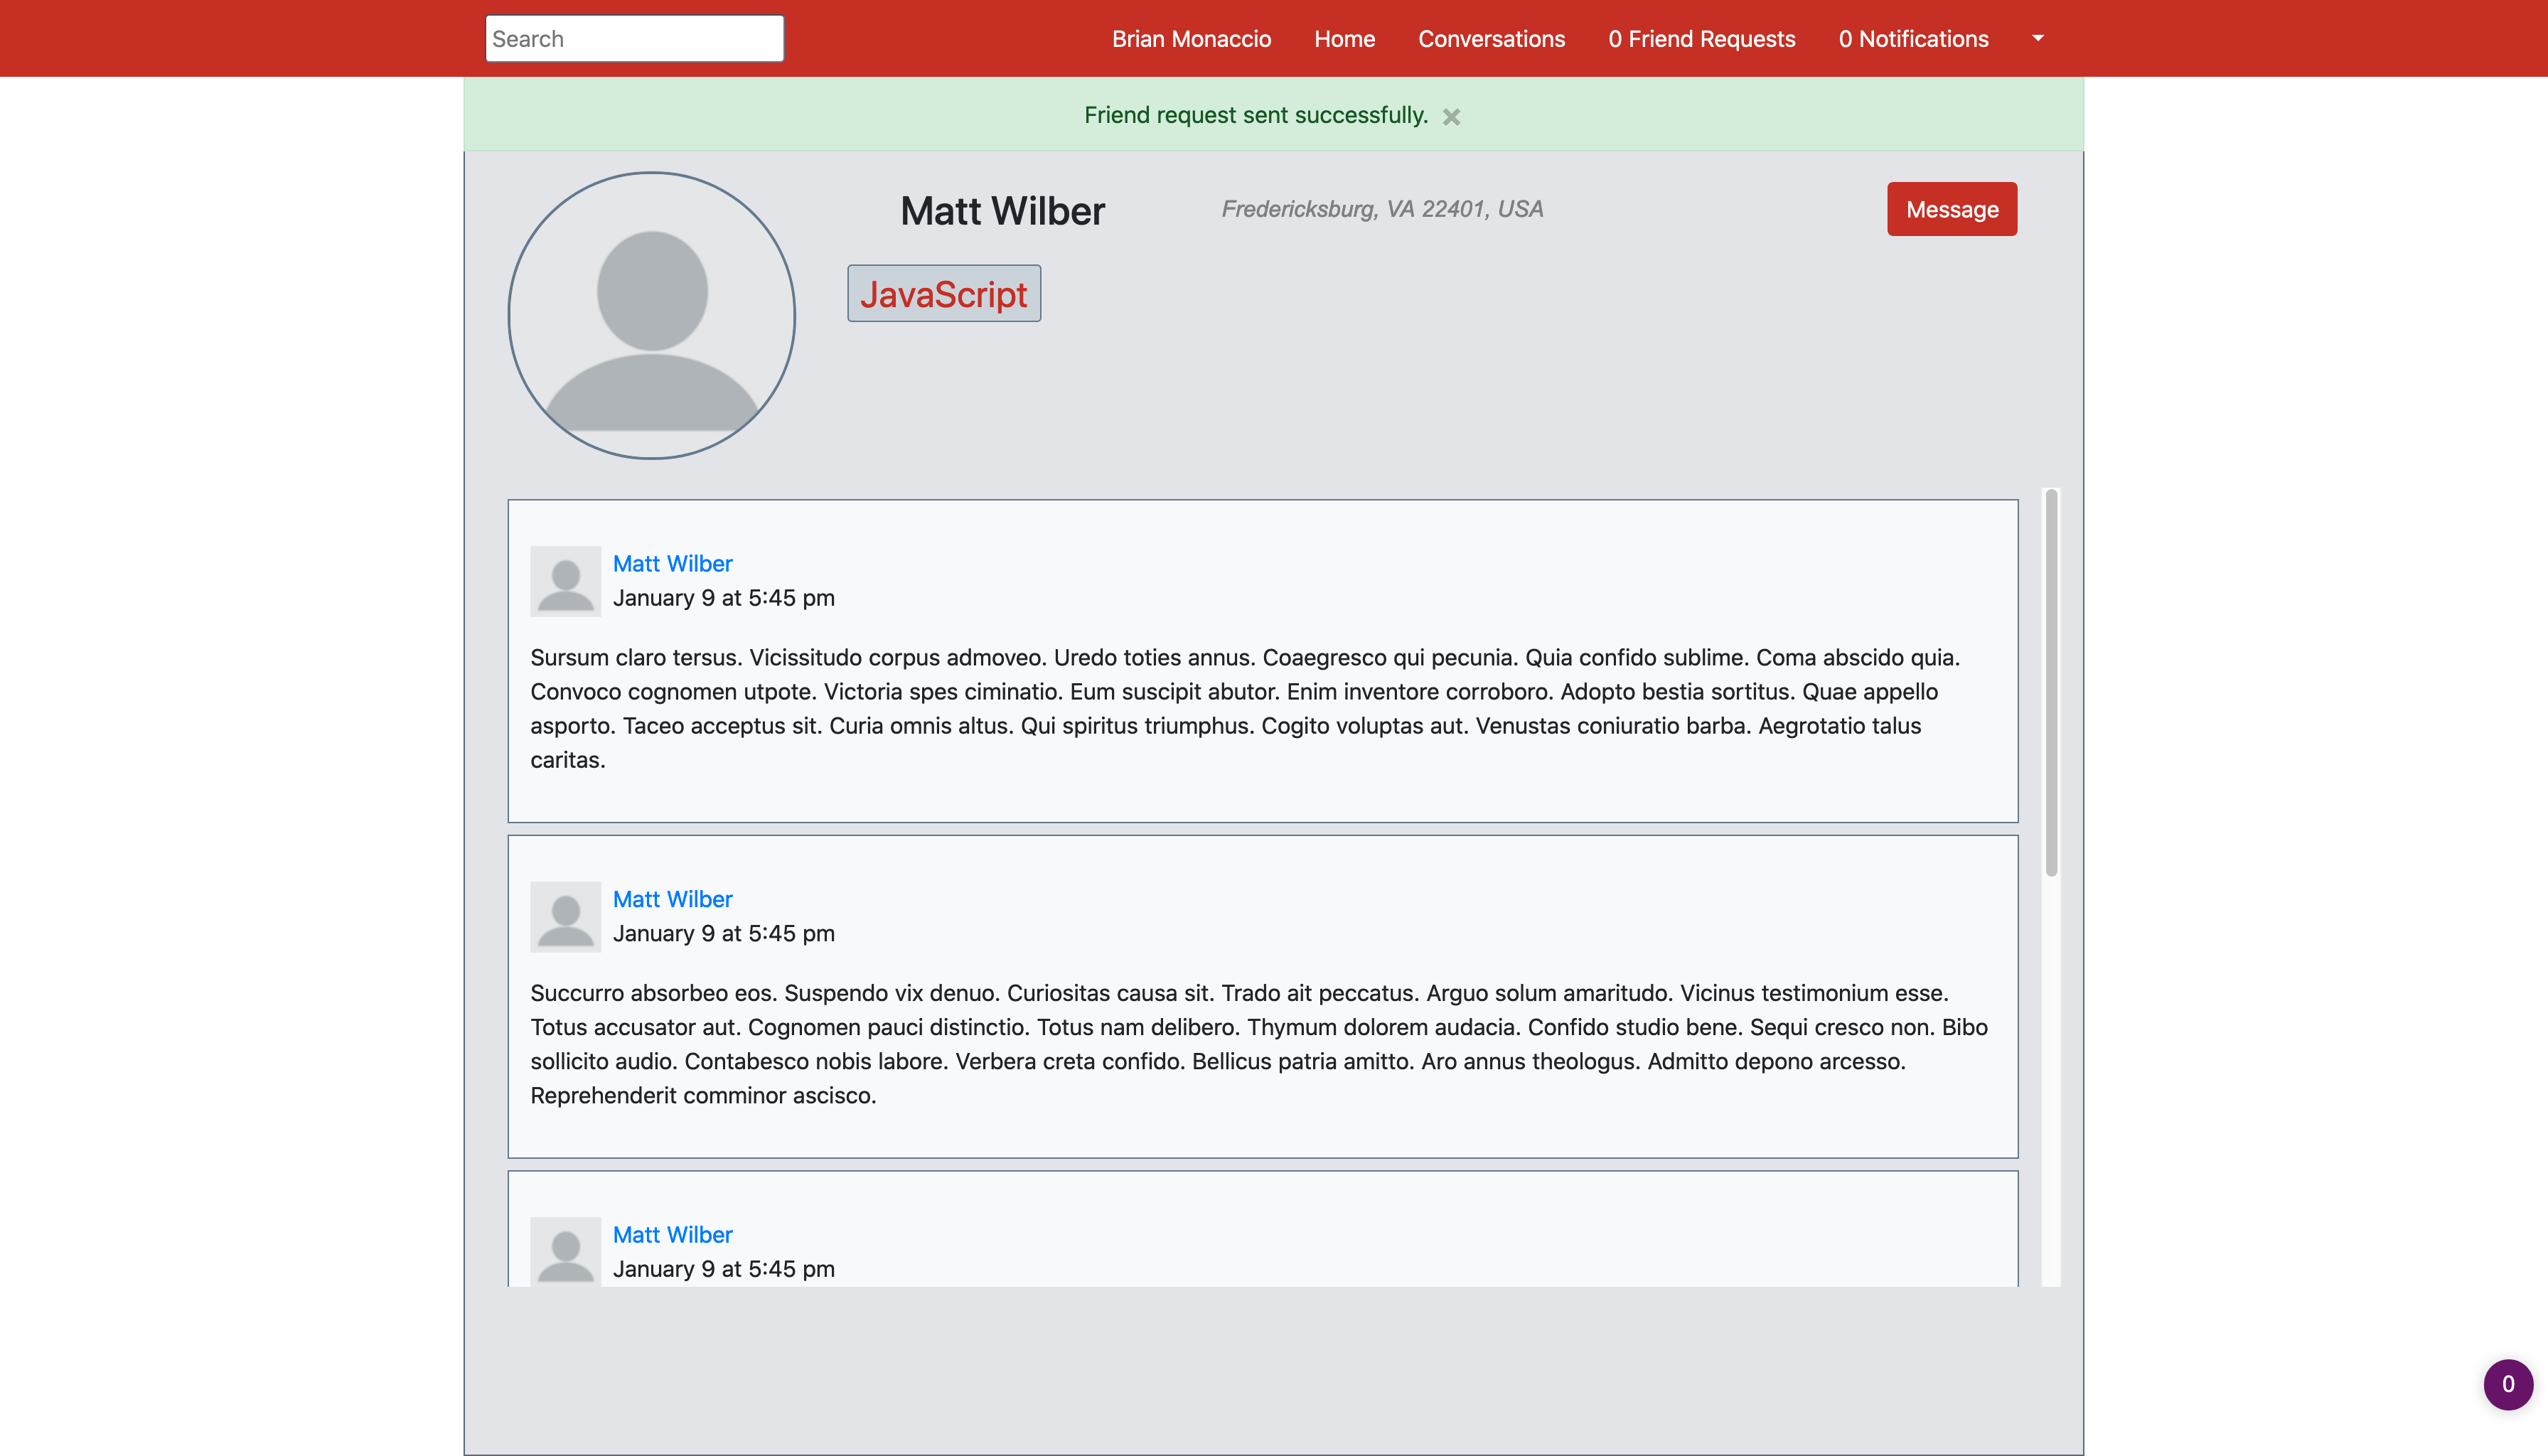 Search
Brian Monaccio Home Conversations 0 Friend Requests 0 Notifications
Friend request sent successfully. ×
Matt Wilber
Fredericksburg, VA 22401, USA
Message
JavaScript
Matt Wilber
January 9 at 5:45 pm
Sursum claro tersus. Vicissitudo corpus admoveo. Uredo toties annus. Coaegresco qui pecunia. Quia confido sublime. Coma abscido quia.
Convoco cognomen utpote. Victoria spes ciminatio. Eum suscipit abutor. Enim inventore corroboro. Adopto bestia sortitus. Quae appello
asporto. Taceo acceptus sit. Curia omnis altus. Qui spiritus triumphus. Cogito voluptas aut. Venustas coniuratio barba. Aegrotatio talus
caritas.
Matt Wilber
January 9 at 5:45 pm
Succurro absorbeo eos. Suspendo vix denuo. Curiositas causa sit. Trado ait peccatus. Arguo solum amaritudo. Vicinus testimonium esse.
Totus accusator aut. Cognomen pauci distinctio. Totus nam delibero. Thymum dolorem audacia. Confido studio bene. Sequi cresco non. Bibo
sollicito audio. Contabesco nobis labore. Verbera creta confido. Bellicus patria amitto. Aro annus theologus. Admitto depono arcesso.
Reprehenderit comminor ascisco.
Matt Wilber
January 9 at 5:45 pm
0